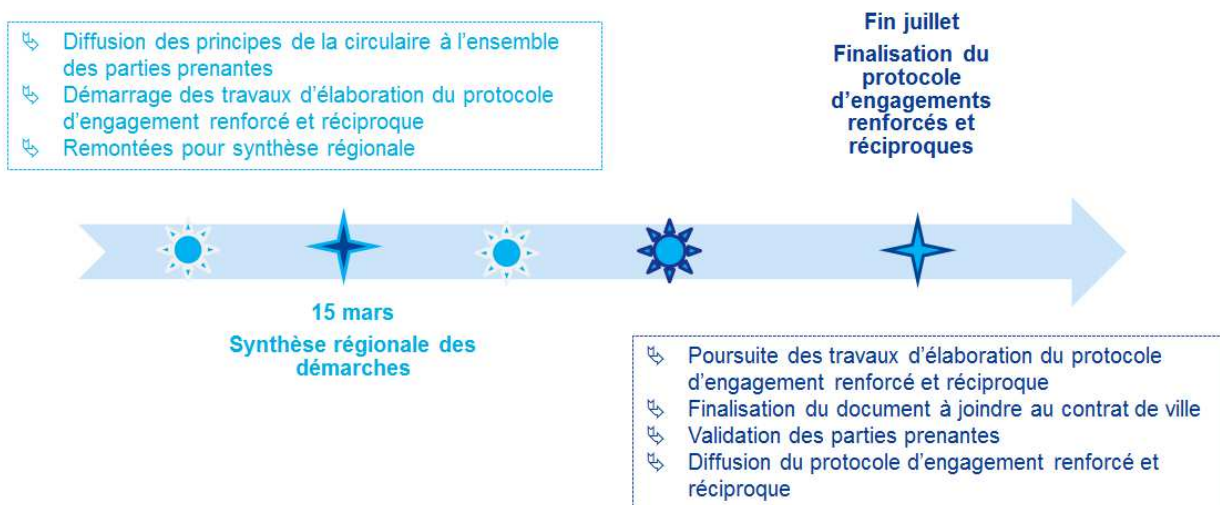 Diffusion des principes de la circulaire à l'ensemble
des parties prenantes
Démarrage des travaux d'élaboration du protocole
d'engagement renforcé et réciproque
Remontées pour synthèse régionale
Fin juillet
Finalisation du
protocole
d'engagements
renforcés et
réciproques
15 mars
Synthèse régionale des
démarches
Poursuite des travaux d'élaboration du protocole
d'engagement renforcé et réciproque
Finalisation du document à joindre au contrat de ville
Validation des parties prenantes
Diffusion du protocole d'engagement renforcé et
réciproque